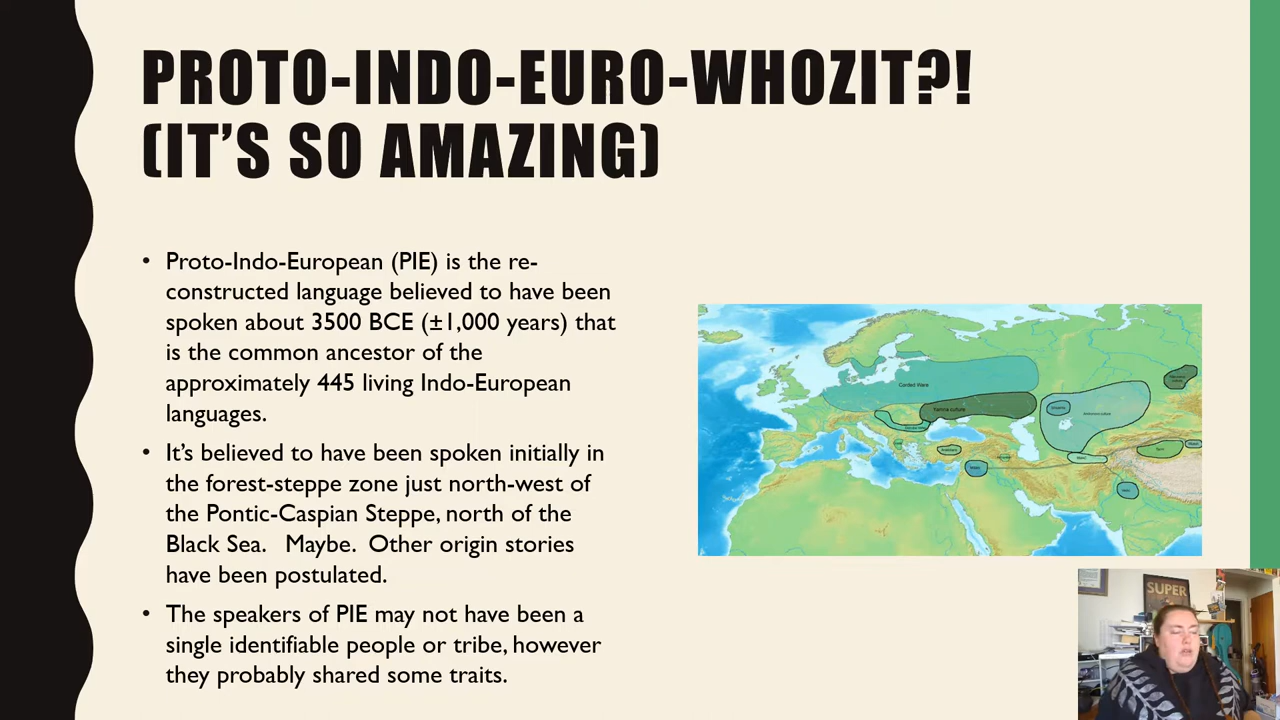 PROTO-INDO-EURO-WHOZIT?!
(IT’S SO AMAZING)
• Proto-Indo-European (PIE) is the re-
constructed language believed to have been
spoken about 3500 BCE (±1,000 years) that
is the common ancestor of the
approximately 445 living Indo-European
languages.
• It’s believed to have been spoken initially in
the forest-steppe zone just north-west of
the Pontic-Caspian Steppe, north of the
Black Sea.   Maybe.  Other origin stories
have been postulated.
• The speakers of PIE may not have been a
single identifiable people or tribe, however
they probably shared some traits.
Corded Ware
Yamna culture
SUPER